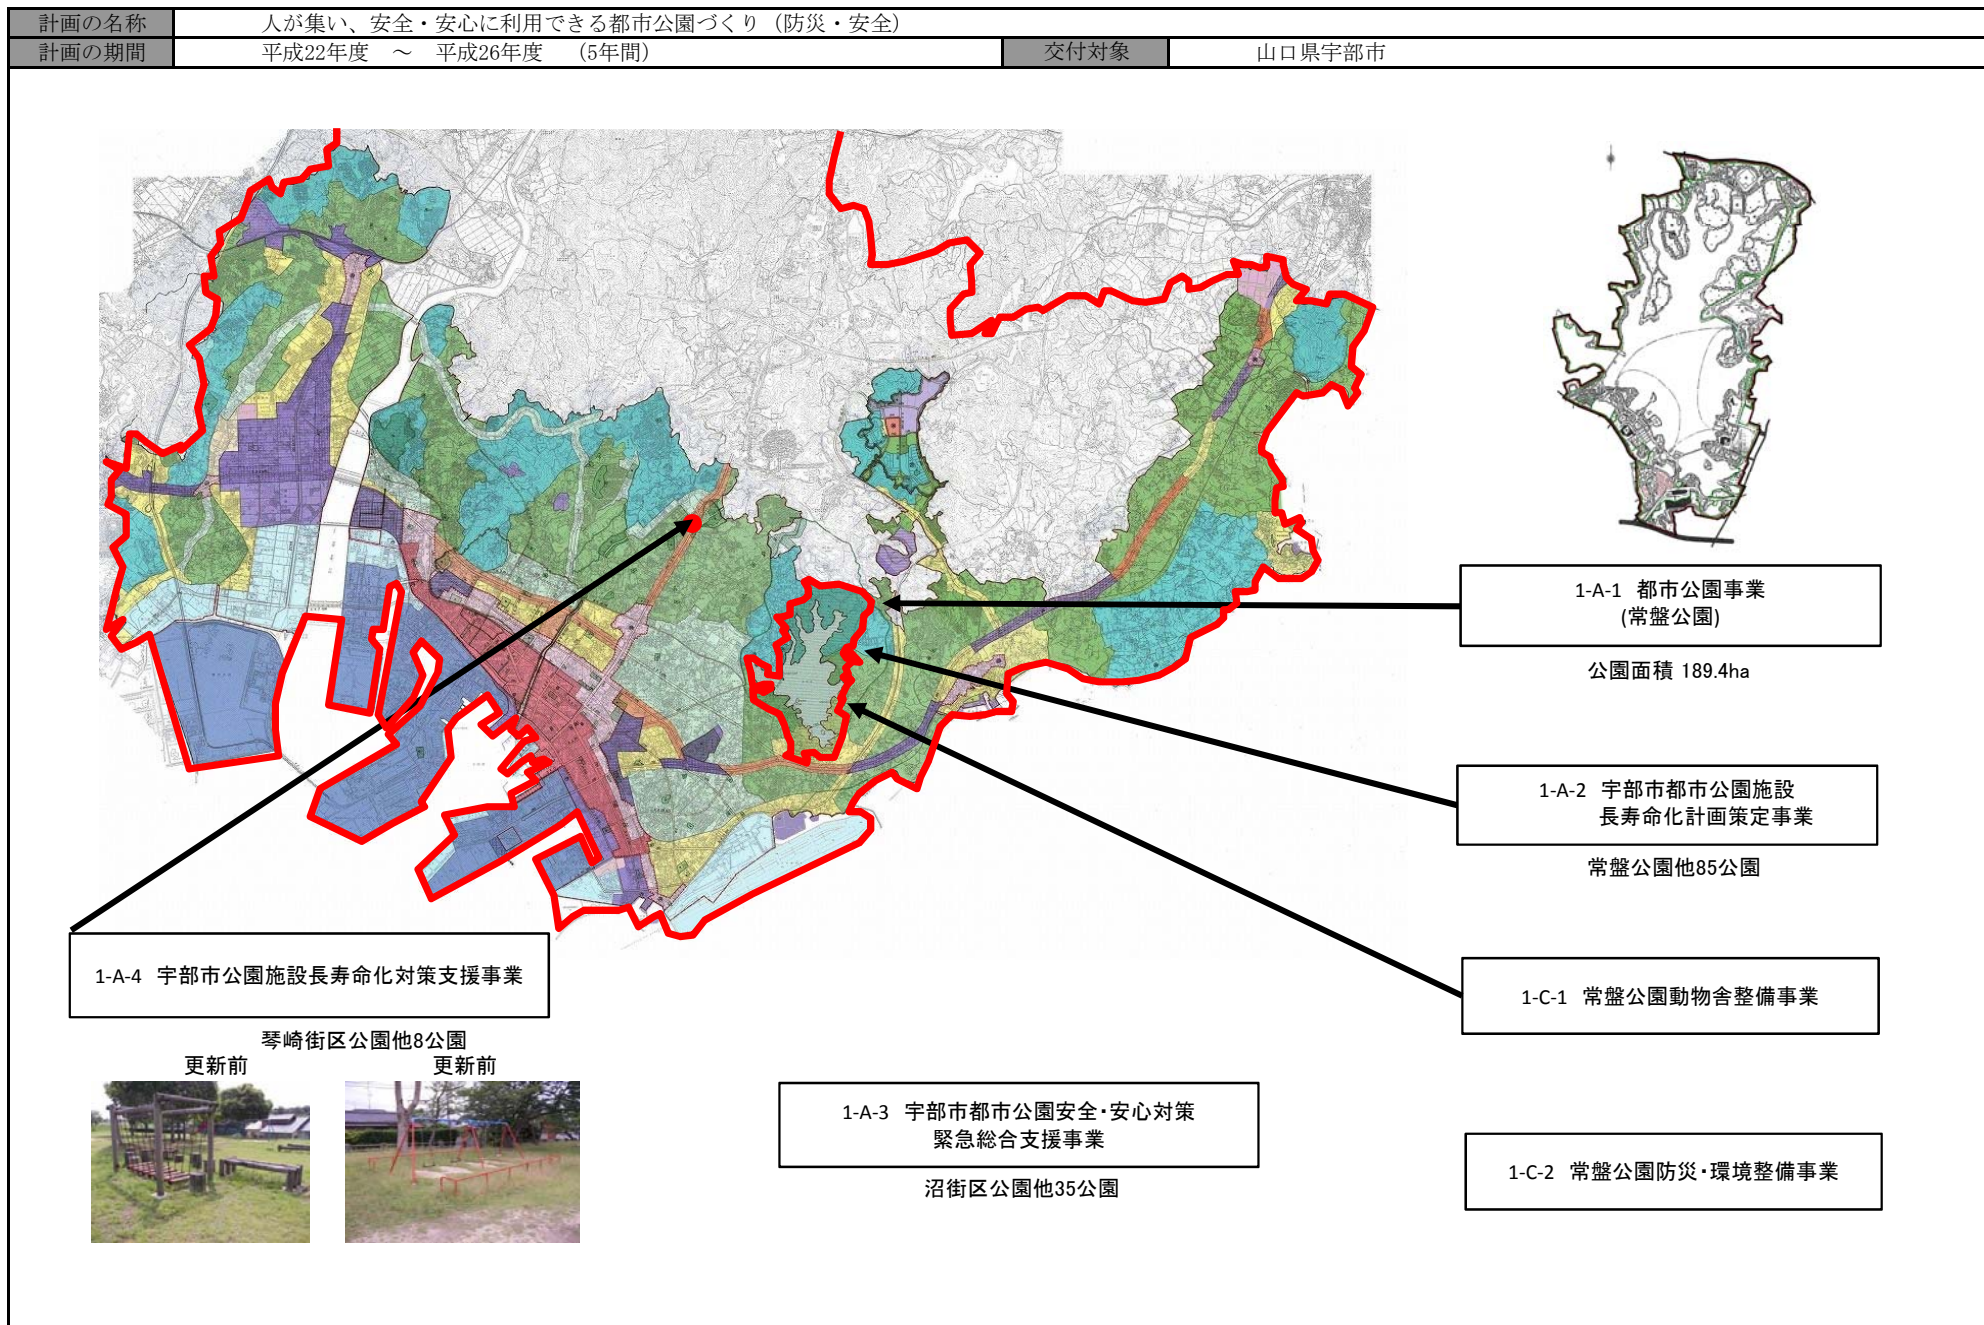 計画の名称 人が集い、安全・安心に利用できる都市公園づくり（防災・安全）
計画の期間 平成22年度 ～ 平成26年度 （5年間） 交付対象 山口県宇部市
1-A-1 都市公園事業
(常盤公園)
公園面積 189.4ha
1-A-2 宇部市都市公園施設
長寿命化計画策定事業
常盤公園他85公園
1-A-4 宇部市公園施設長寿命化対策支援事業
琴崎街区公園他8公園
更新前 更新前
1-C-1 常盤公園動物舎整備事業
1-A-3 宇部市都市公園安全･安心対策
緊急総合支援事業
沼街区公園他35公園
1-C-2 常盤公園防災･環境整備事業